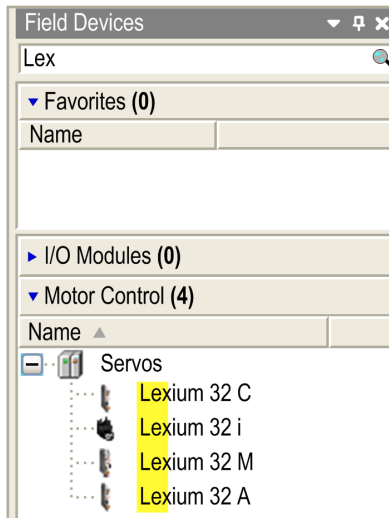 Field Devices
Lex
Favorites (0)
Name
I/O Modules (0)
Motor Control (4)
Name
Servos
Lexium 32 C
Lexium 32 i
Lexium 32 M
Lexium 32 A